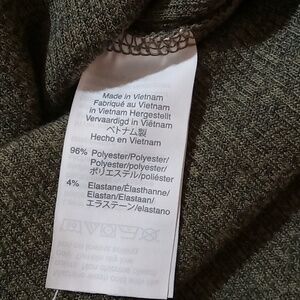 Made in Vietnam
Fabriqué au Viêtnam
in Vietnam Hergestellt
Vervaardigd in Viëtnam
ベトナム製
Hecho en Vietnam
96% Polyester/Polyester/
Polyester/polyester/
ポリエステル/poliéster
4% Elastane/Élasthanne/
Elastan/Elastaan/
エラステーン/elastano